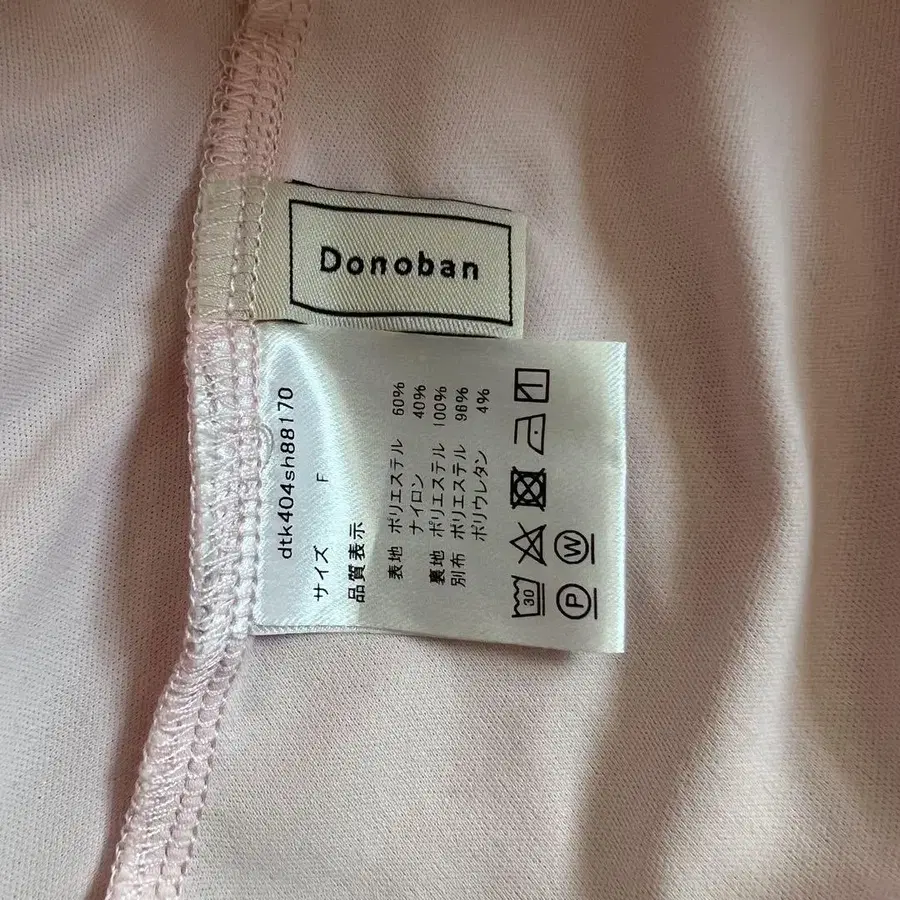 Donoban
dtk404sh88170
サイズ F
品質表示
表地 ポリエステル 60%
ナイロン 40%
裏地 ポリエステル 100%
別布 ポリエステル 96%
ポリウレタン 4%
30
P W